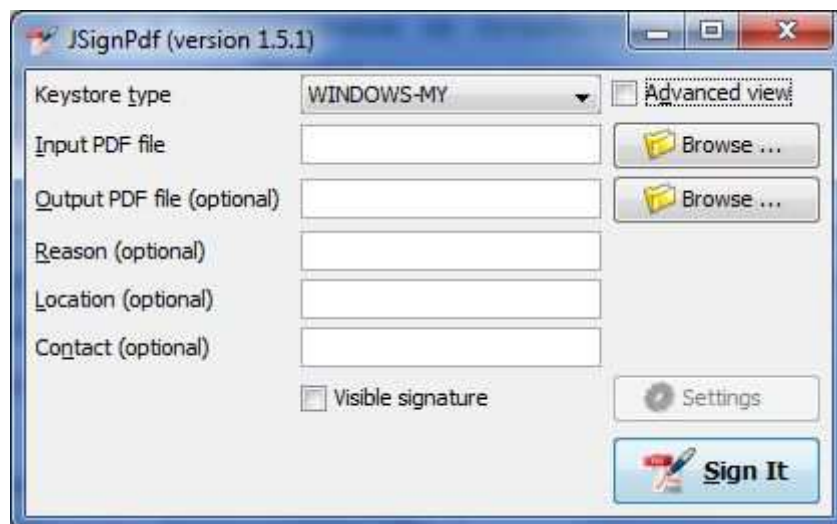 JSignPdf (version 1.5.1)
Keystore type WINDOWS-MY Advanced view
Input PDF file Browse ...
Output PDF file (optional) Browse ...
Reason (optional)
Location (optional)
Contact (optional)
Visible signature Settings
Sign It